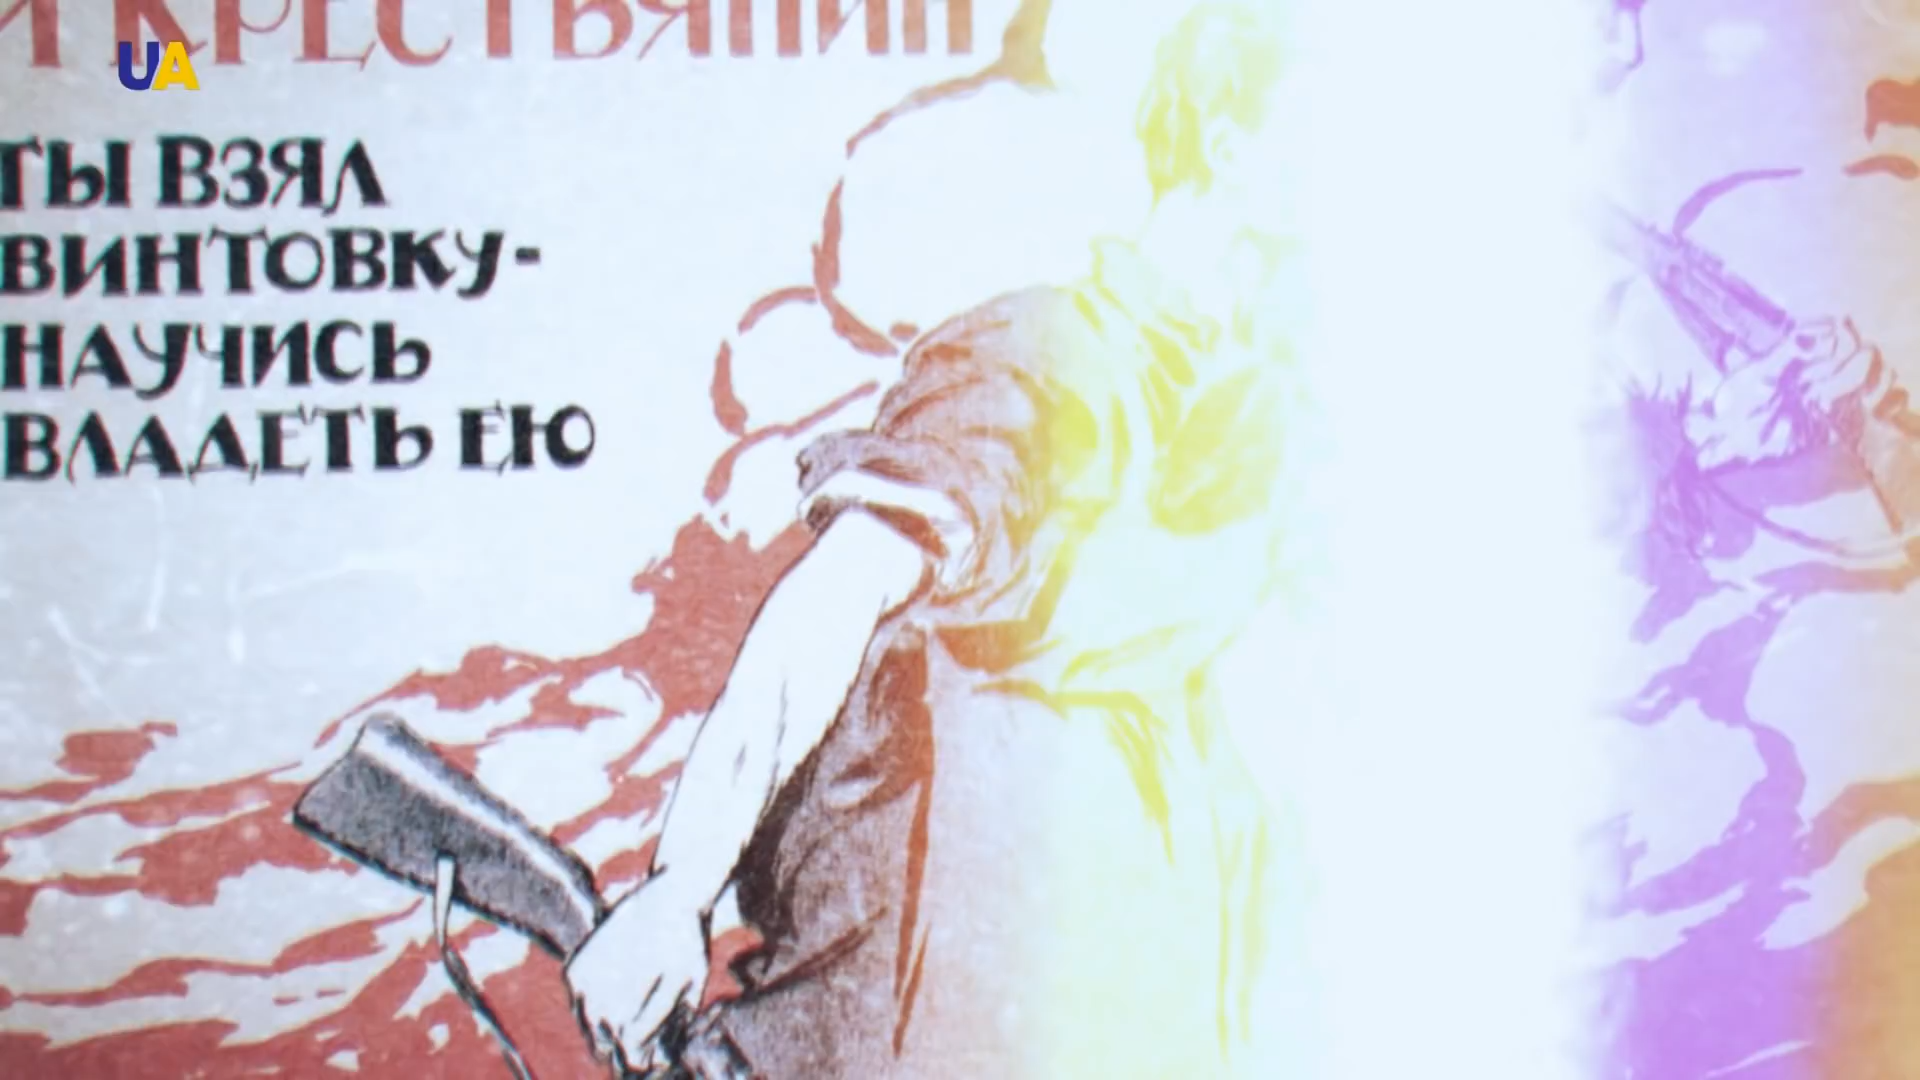 UA
И КРЕСТЬЯНИН
ТЫ ВЗЯЛ
ВИНТОВКУ-
НАУЧИСЬ
ВЛАДЕТЬ ЕЮ